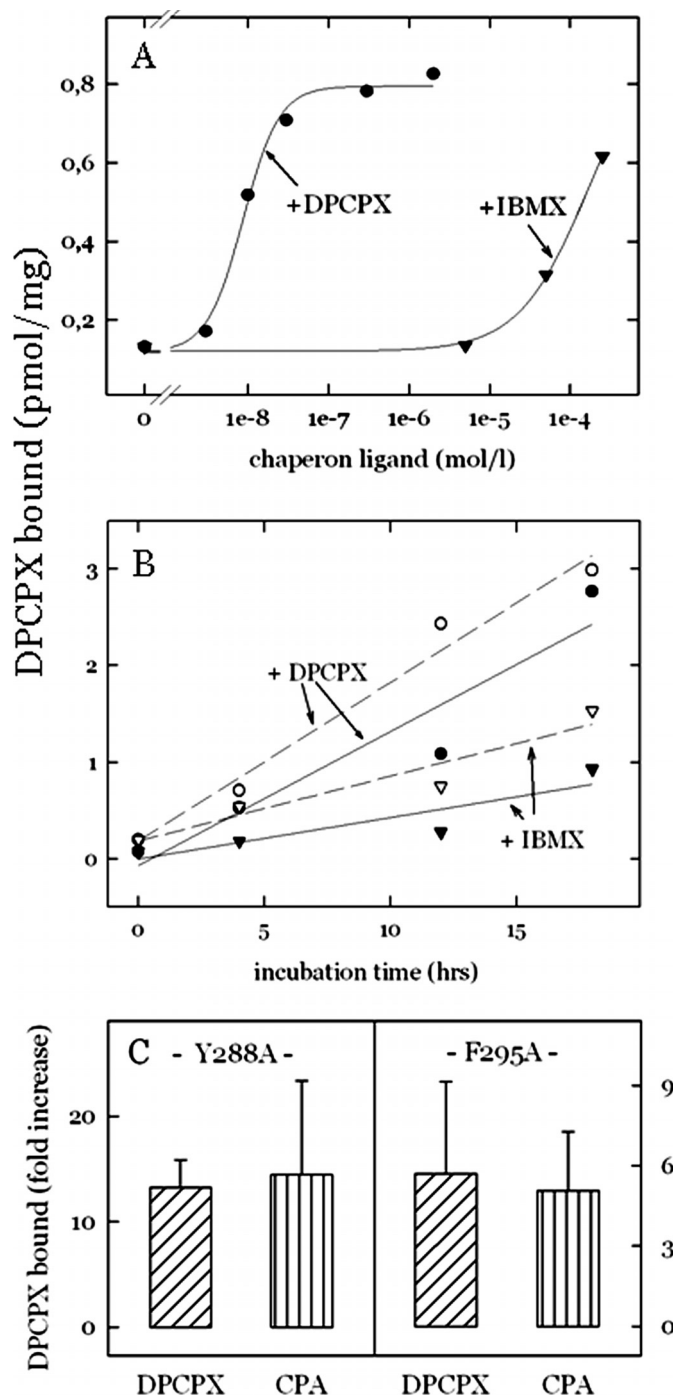 DPCPX bound (pmol/mg)
A
0,8
0,6
0,4
0,2
+DPCPX
+IBMX
0 1e-8 1e-7 1e-6 1e-5 1e-4
chaperon ligand (mol/l)
B
3
2
1
0
+ DPCPX
+ IBMX
0 5 10 15
incubation time (hrs)
DPCPX bound (fold increase)
C
- Y288A -
- F295A -
20
10
0
9
6
3
0
DPCPX CPA DPCPX CPA